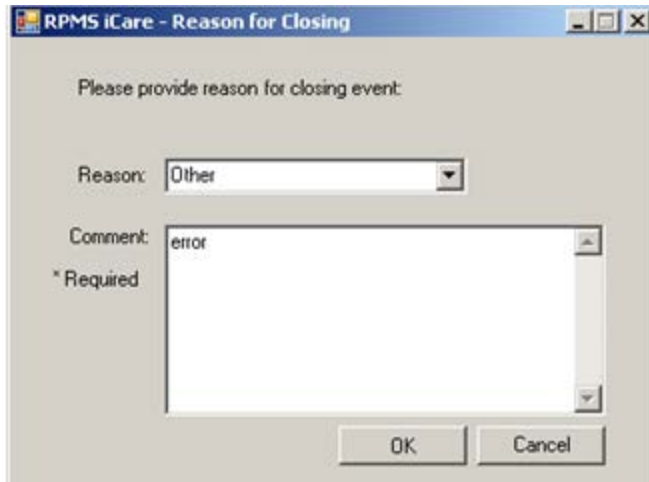 RPMS iCare - Reason for Closing
Please provide reason for closing event:
Reason: Other
Comment: error
* Required
OK Cancel